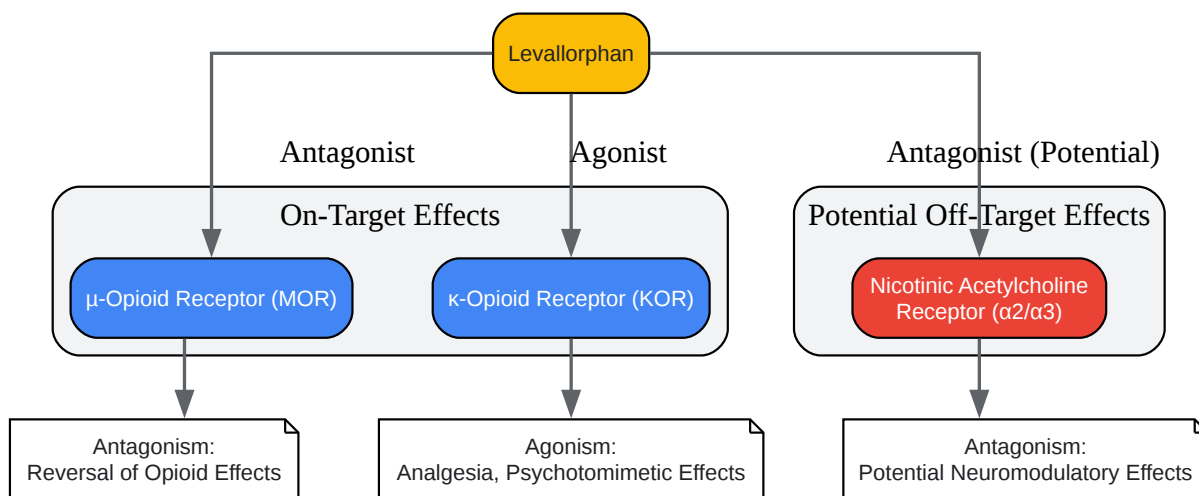 Levallorphan
Antagonist
Agonist
Antagonist (Potential)
On-Target Effects
Potential Off-Target Effects
μ-Opioid Receptor (MOR)
κ-Opioid Receptor (KOR)
Nicotinic Acetylcholine
Receptor (α2/α3)
Antagonism:
Reversal of Opioid Effects
Agonism:
Analgesia, Psychotomimetic Effects
Antagonism:
Potential Neuromodulatory Effects